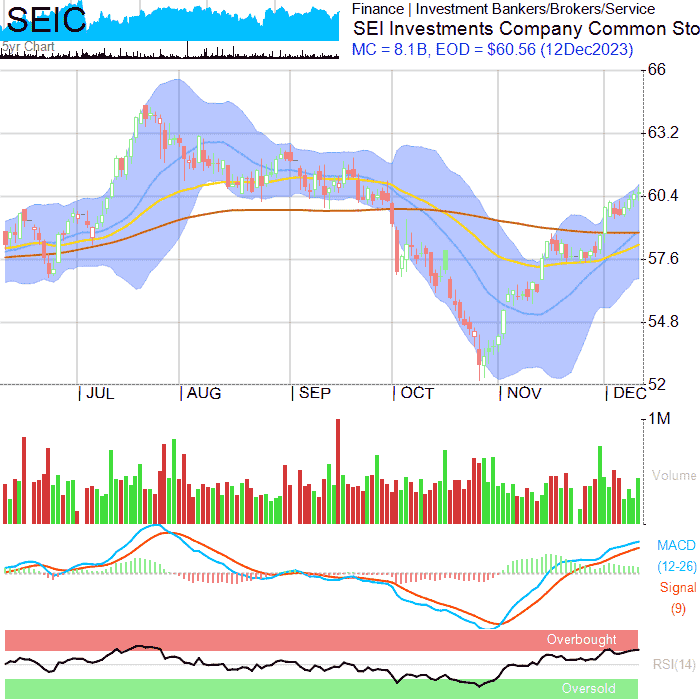 SEIC
5yr Chart
Finance | Investment Bankers/Brokers/Service
SEI Investments Company Common Sto
MC = 8.1B, EOD = $60.56 (12Dec2023)
66
63.2
60.4
57.6
54.8
52
JUL AUG SEP OCT NOV DEC
1M
Volume
MACD
(12-26)
Signal
(9)
Overbought
RSI(14)
Oversold